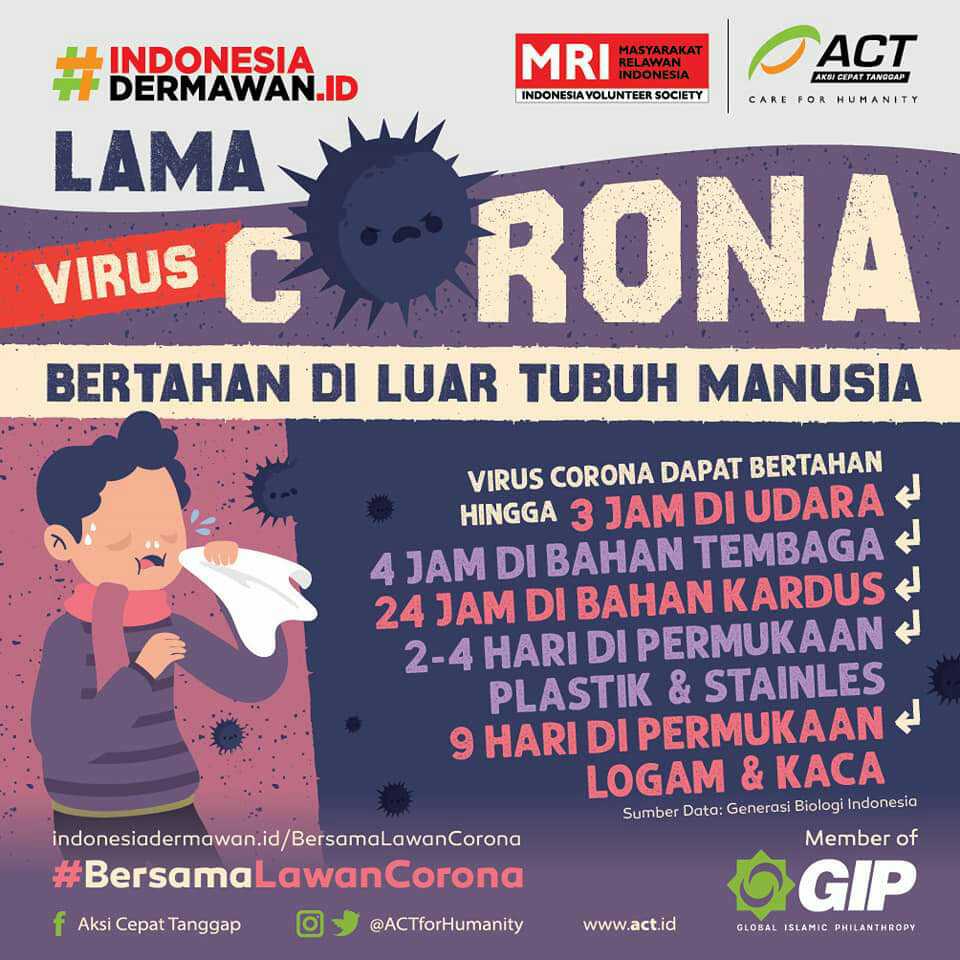 #INDONESIA
DERMAWAN.ID
MRI MASYARAKAT
RELAWAN
INDONESIA
INDONESIA VOLUNTEER SOCIETY
ACT
AKSI CEPAT TANGGAP
CARE FOR HUMANITY
LAMA
VIRUS CORONA
BERTAHAN DI LUAR TUBUH MANUSIA
VIRUS CORONA DAPAT BERTAHAN
HINGGA 3 JAM DI UDARA
4 JAM DI BAHAN TEMBAGA
24 JAM DI BAHAN KARDUS
2-4 HARI DI PERMUKAAN
PLASTIK & STAINLES
9 HARI DI PERMUKAAN
LOGAM & KACA
Sumber Data: Generasi Biologi Indonesia
indonesiadermawan.id/BersamaLawanCorona
#BersamaLawanCorona
Aksi Cepat Tanggap
@ACTforHumanity
www.act.id
Member of
GIP
GLOBAL ISLAMIC PHILANTHROPY